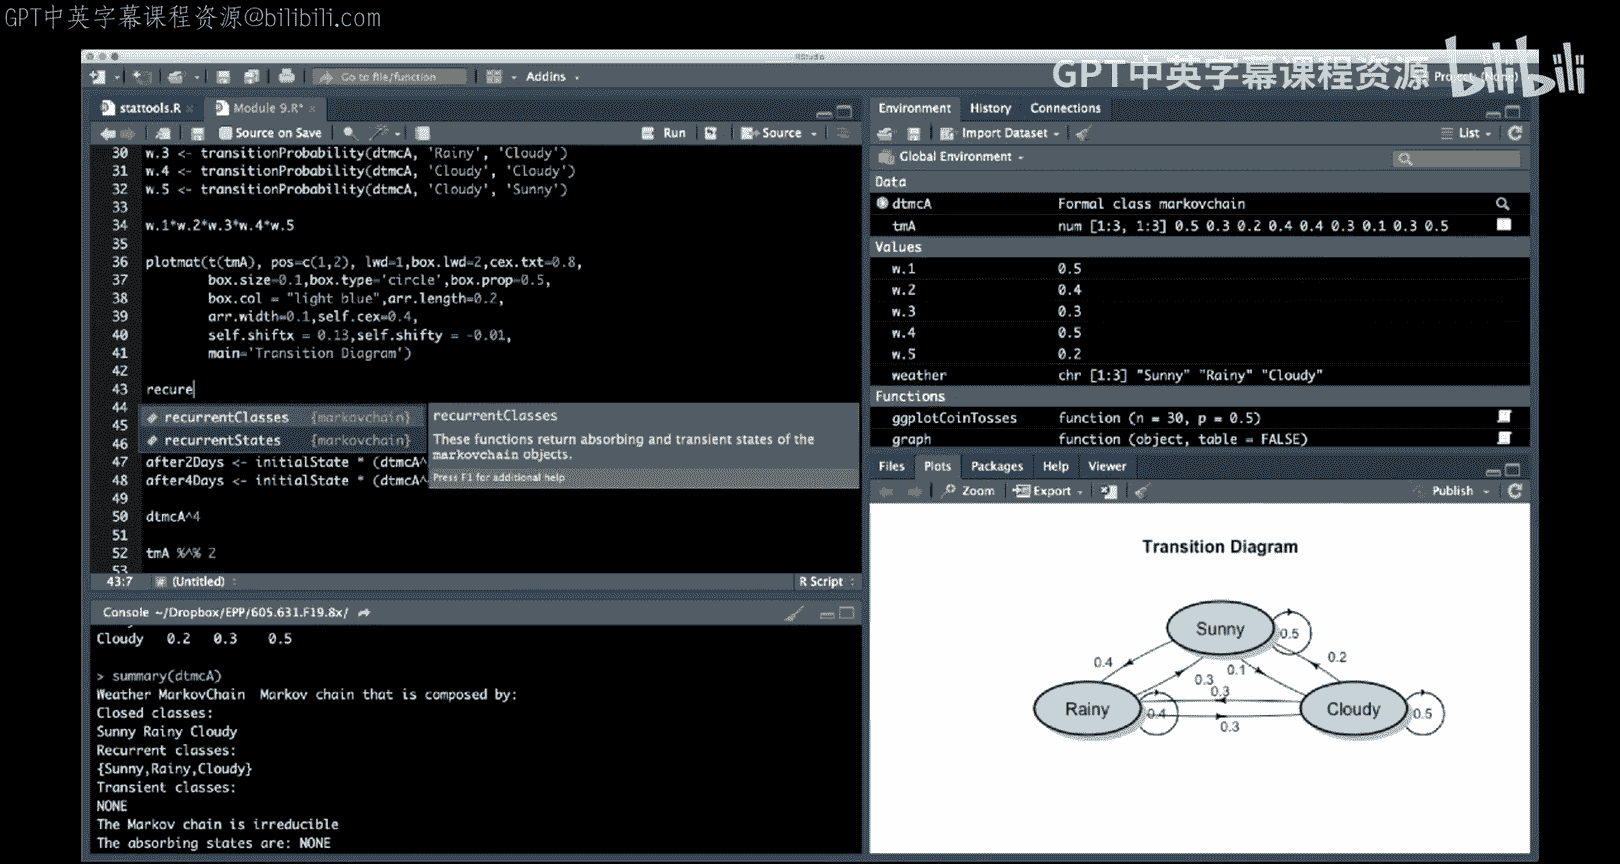 GPT中英字幕课程资源@bilibili.com
RStudio
GPT中英字幕课程资源 bilibili
Go to file/function Addins Project: (None)
stattools.R Module 9.R*
Source on Save Run Source
30 w.3 <- transitionProbability(dtmcA, 'Rainy', 'Cloudy')
31 w.4 <- transitionProbability(dtmcA, 'Cloudy', 'Cloudy')
32 w.5 <- transitionProbability(dtmcA, 'Cloudy', 'Sunny')
33
34 w.1*w.2*w.3*w.4*w.5
35
36 plotmat(t(tmA), pos=c(1,2), lwd=1,box.lwd=2,cex.txt=0.8,
37 box.size=0.1,box.type='circle',box.prop=0.5,
38 box.col = "light blue",arr.length=0.2,
39 arr.width=0.1,self.cex=0.4,
40 self.shiftx = 0.13,self.shifty = -0.01,
41 main='Transition Diagram')
42
43 recure
44 recurrentClasses {markovchain}
45
46 recurrentStates {markovchain}
recurrentClasses
These functions return absorbing and transient states of the
markovchain objects.
Press F1 for additional help
47 after2Days <- initialState * (dtmcA^
48 after4Days <- initialState * (dtmcA^
49
50 dtmcA^4
51
52 tmA %^% 2
53
43:7 (Untitled) R Script
Console ~/Dropbox/EPP/605.631.F19.8x/
Cloudy 0.2 0.3 0.5
> summary(dtmcA)
Weather MarkovChain Markov chain that is composed by:
Closed classes:
Sunny Rainy Cloudy
Recurrent classes:
{Sunny,Rainy,Cloudy}
Transient classes:
NONE
The Markov chain is irreducible
The absorbing states are: NONE
Environment History Connections
Import Dataset List
Global Environment
Data
dtmcA Formal class markovchain
tmA num [1:3, 1:3] 0.5 0.3 0.2 0.4 0.4 0.3 0.1 0.3 0.5
Values
w.1 0.5
w.2 0.4
w.3 0.3
w.4 0.5
w.5 0.2
weather chr [1:3] "Sunny" "Rainy" "Cloudy"
Functions
ggplotCoinTosses function (n = 30, p = 0.5)
graph function (object, table = FALSE)
Files Plots Packages Help Viewer
Zoom Export Publish
Transition Diagram
Sunny 0.5
0.4 0.3 0.1 0.2
0.3
Rainy 0.4 Cloudy 0.5
0.3